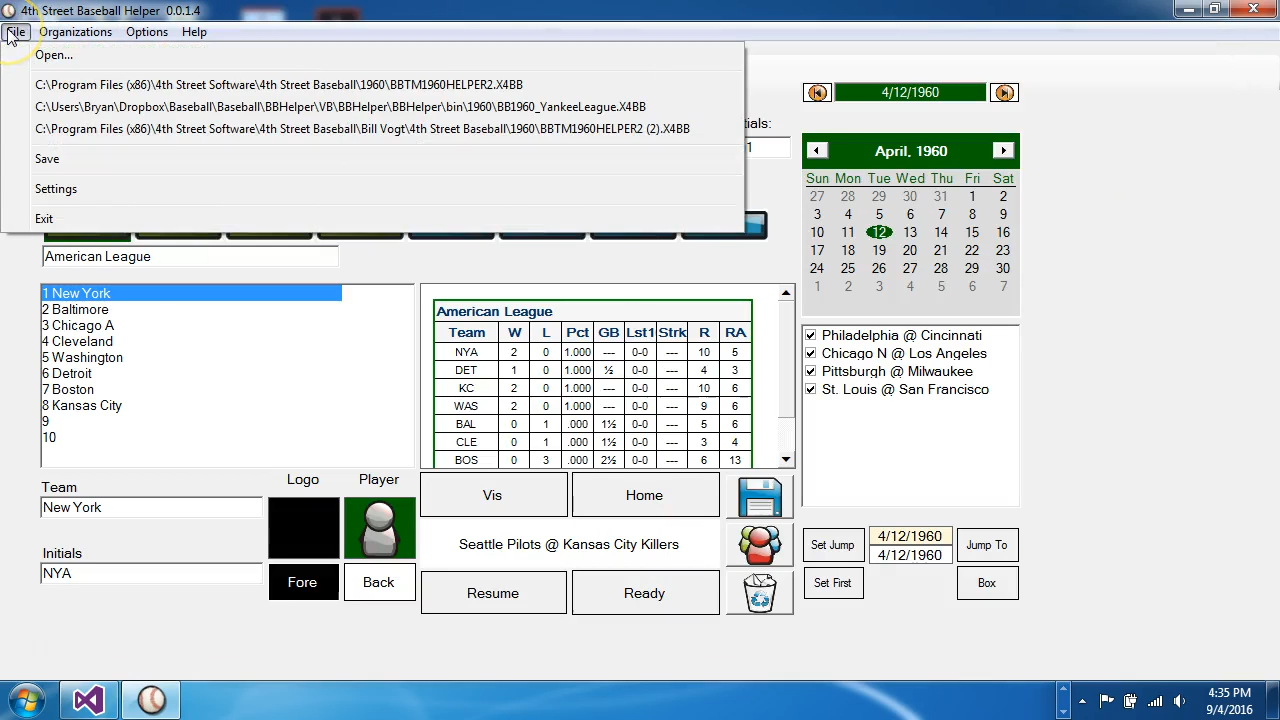 4th Street Baseball Helper 0.0.1.4
File Organizations Options Help
Open...
C:\Program Files (x86)\4th Street Software\4th Street Baseball\1960\BBTM1960HELPER2.X4BB
C:\Users\Bryan\Dropbox\Baseball\Baseball\BBHelper\VB\BBHelper\BBHelper\bin\1960\BB1960_YankeeLeague.X4BB
C:\Program Files (x86)\4th Street Software\4th Street Baseball\Bill Vogt\4th Street Baseball\1960\BBTM1960HELPER2 (2).X4BB
Save
Settings
Exit
tials:
1
American League
1 New York
2 Baltimore
3 Chicago A
4 Cleveland
5 Washington
6 Detroit
7 Boston
8 Kansas City
9
10
American League
Team W L Pct GB Lst1 Strk R RA
NYA 2 0 1.000 --- 0-0 --- 10 5
DET 1 0 1.000 ½ 0-0 --- 4 3
KC 2 0 1.000 --- 0-0 --- 10 6
WAS 2 0 1.000 --- 0-0 --- 9 6
BAL 0 1 .000 1½ 0-0 --- 5 6
CLE 0 1 .000 1½ 0-0 --- 3 4
BOS 0 3 .000 2½ 0-0 --- 6 13
4/12/1960
April, 1960
Sun Mon Tue Wed Thu Fri Sat
27 28 29 30 31 1 2
3 4 5 6 7 8 9
10 11 12 13 14 15 16
17 18 19 20 21 22 23
24 25 26 27 28 29 30
1 2 3 4 5 6 7
Philadelphia @ Cincinnati
Chicago N @ Los Angeles
Pittsburgh @ Milwaukee
St. Louis @ San Francisco
Team
New York
Initials
NYA
Logo Player
Fore Back
Vis Home
Seattle Pilots @ Kansas City Killers
Resume Ready
Set Jump 4/12/1960 Jump To
4/12/1960
Set First Box
4:35 PM
9/4/2016